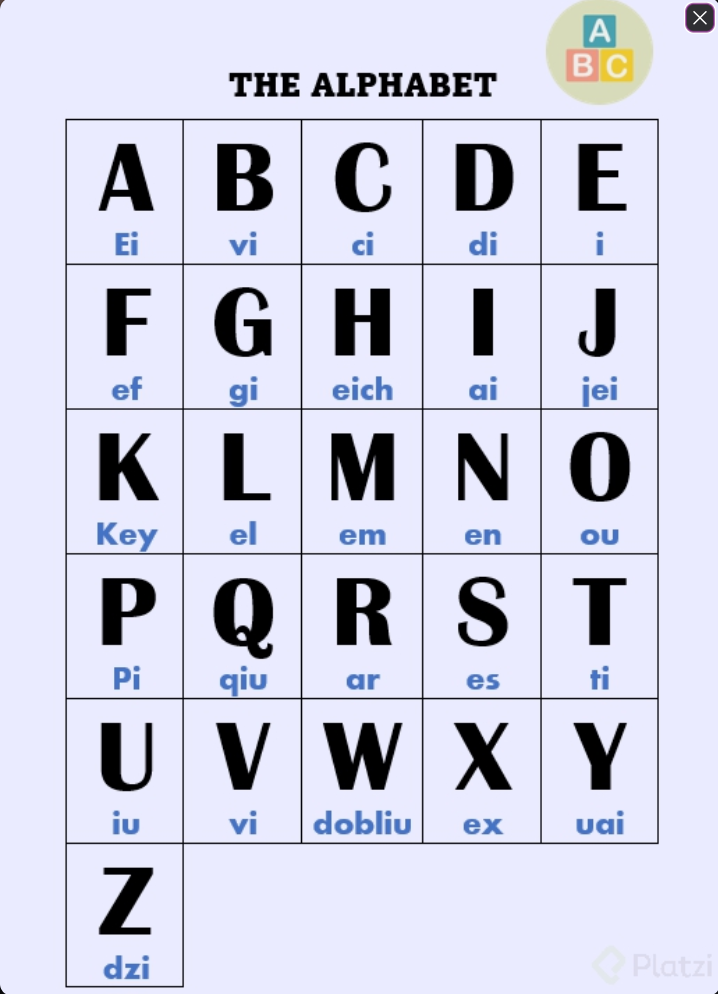 A
B C
THE ALPHABET
A B C D E
Ei vi ci di i
F G H I J
ef gi eich ai jei
K L M N O
Key el em en ou
P Q R S T
Pi qiu ar es ti
U V W X Y
iu vi dobliu ex uai
Z
dzi
Platzi